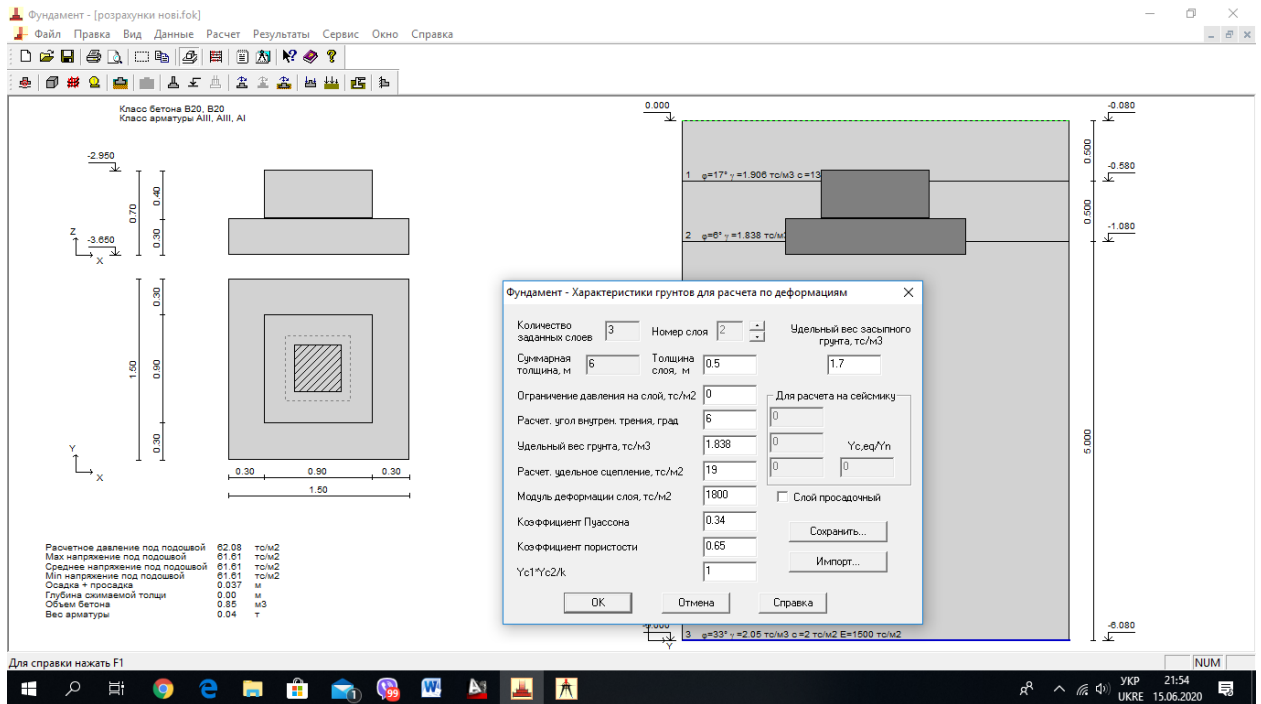 Фундамент - [розрахунки нові.fok]
Файл Правка Вид Данные Расчет Результаты Сервис Окно Справка
Класс бетона B20, B20
Класс арматуры AIII, AIII, AI
-2.950
0.40
0.70
0.30
Z
-3.650
X
0.30
1.50
0.90
0.30
Y
X
0.30 0.90 0.30
1.50
Расчетное давление под подошвой 62.08 тс/м2
Max напряжение под подошвой 61.61 тс/м2
Среднее напряжение под подошвой 61.61 тс/м2
Min напряжение под подошвой 61.61 тс/м2
Осадка + просадка 0.037 м
Глубина сжимаемой толщи 0.00 м
Объем бетона 0.85 м3
Вес арматуры 0.04 т
0.000
-0.080
0.500
-0.580
1 φ=17° γ =1.906 тс/м3 c =13
0.500
-1.080
2 φ=6° γ =1.838 тс/м
5.000
-6.080
3 φ=33° γ =2.05 тс/м3 c =2 тс/м2 E=1500 тс/м2
Y
Фундамент - Характеристики грунтов для расчета по деформациям
Количество заданных слоев 3 Номер слоя 2 Удельный вес засыпного грунта, тс/м3
Суммарная толщина, м 6 Толщина слоя, м 0.5 1.7
Ограничение давления на слой, тс/м2 0 Для расчета на сейсмику
Расчет. угол внутрен. трения, град 6 0
Удельный вес грунта, тс/м3 1.838 0 Yc,eq/Yn
Расчет. удельное сцепление, тс/м2 19 0 0
Модуль деформации слоя, тс/м2 1800 Слой просадочный
Коэффициент Пуассона 0.34 Сохранить...
Коэффициент пористости 0.65 Импорт...
Yc1*Yc2/k 1
OK Отмена Справка
Для справки нажать F1
NUM
99
1
УКР
UKRE
21:54
15.06.2020